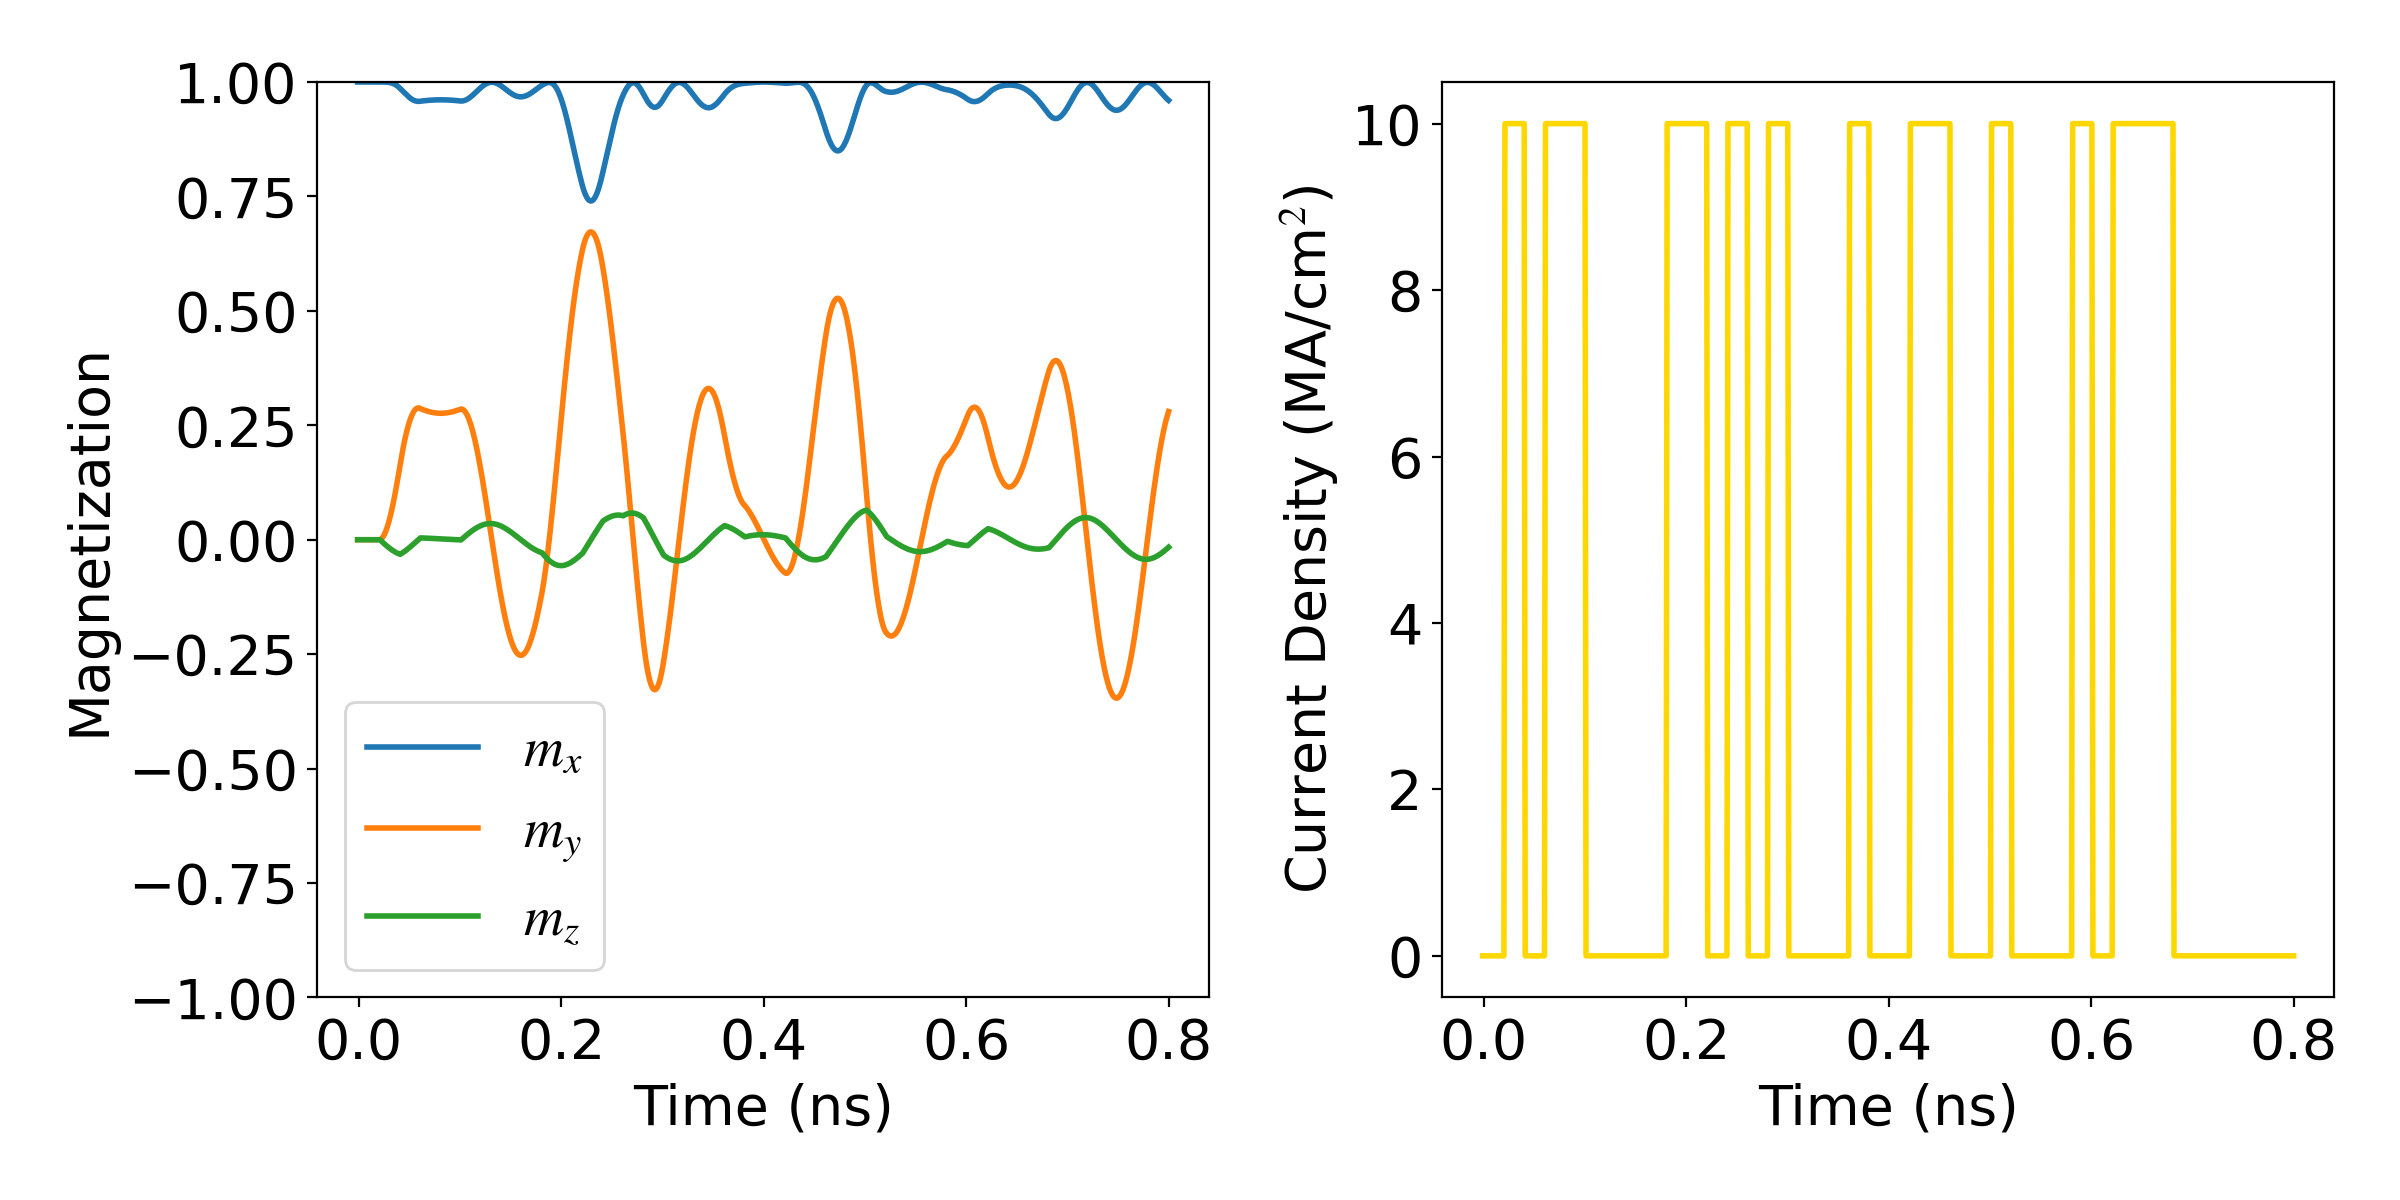 1.00
0.75
0.50
0.25
0.00
−0.25
−0.50
−0.75
−1.00
Magnetization
m_x
m_y
m_z
0.0 0.2 0.4 0.6 0.8
Time (ns)
10
8
6
4
2
0
Current Density (MA/cm²)
0.0 0.2 0.4 0.6 0.8
Time (ns)